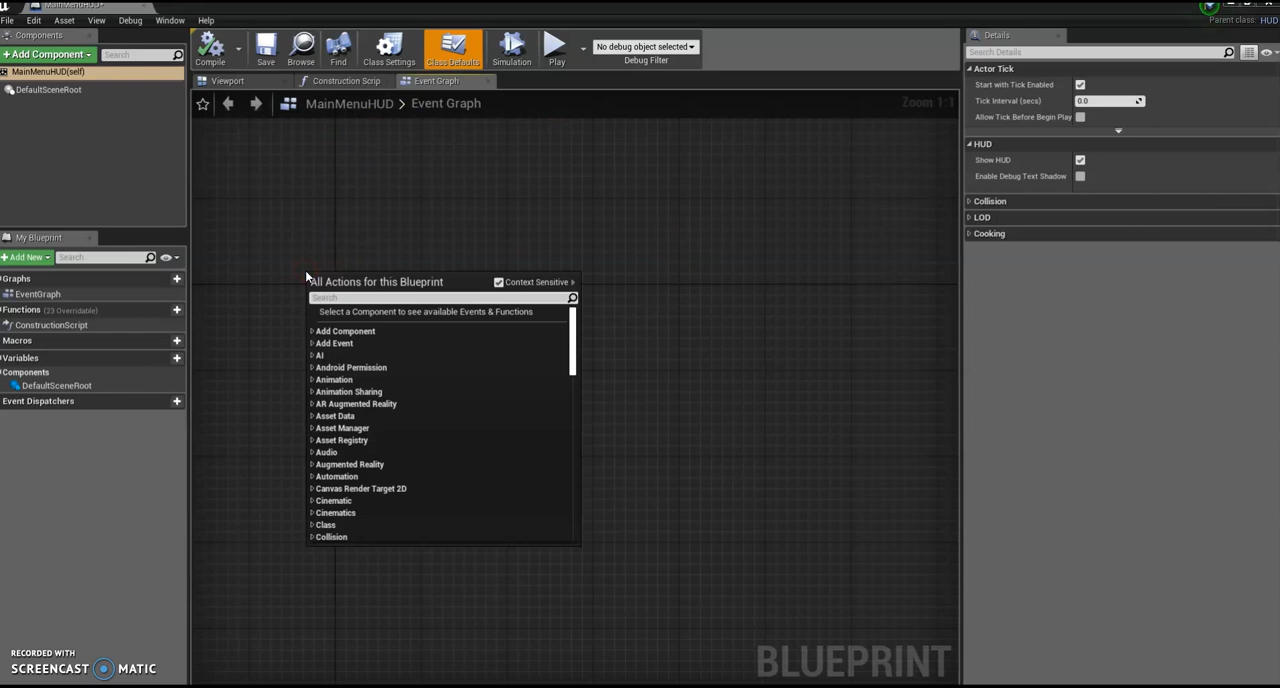 MainMenuHUD*
File Edit Asset View Debug Window Help
Parent class: HUD
Components
+Add Component Search
MainMenuHUD(self)
DefaultSceneRoot
My Blueprint
+Add New Search
Graphs
EventGraph
Functions (23 Overridable)
ConstructionScript
Macros
Variables
Components
DefaultSceneRoot
Event Dispatchers
Compile Save Browse Find Class Settings Class Defaults Simulation Play
No debug object selected
Debug Filter
Viewport Construction Scrip Event Graph
MainMenuHUD > Event Graph
Zoom 1:1
All Actions for this Blueprint Context Sensitive
Search
Select a Component to see available Events & Functions
Add Component
Add Event
AI
Android Permission
Animation
Animation Sharing
AR Augmented Reality
Asset Data
Asset Manager
Asset Registry
Audio
Augmented Reality
Automation
Canvas Render Target 2D
Cinematic
Cinematics
Class
Collision
BLUEPRINT
Details
Search Details
Actor Tick
Start with Tick Enabled
Tick Interval (secs) 0.0
Allow Tick Before Begin Play
HUD
Show HUD
Enable Debug Text Shadow
Collision
LOD
Cooking
RECORDED WITH
SCREENCAST MATIC